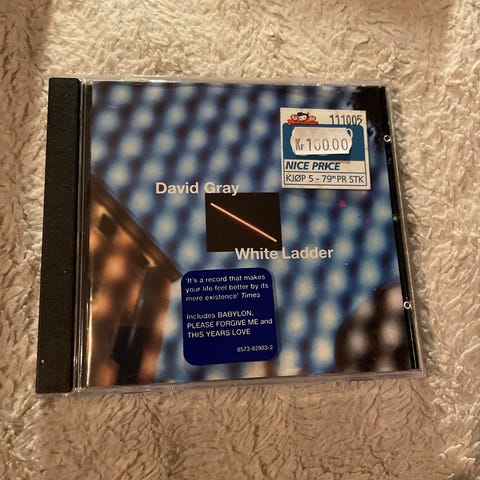 111005
Kr 100.00
NICE PRICE
KJØP 5 - 79⁰⁰ PR STK
David Gray
White Ladder
'It's a record that makes
your life feel better by its
mere existence' Times
Includes BABYLON,
PLEASE FORGIVE ME and
THIS YEARS LOVE
8573-82983-2